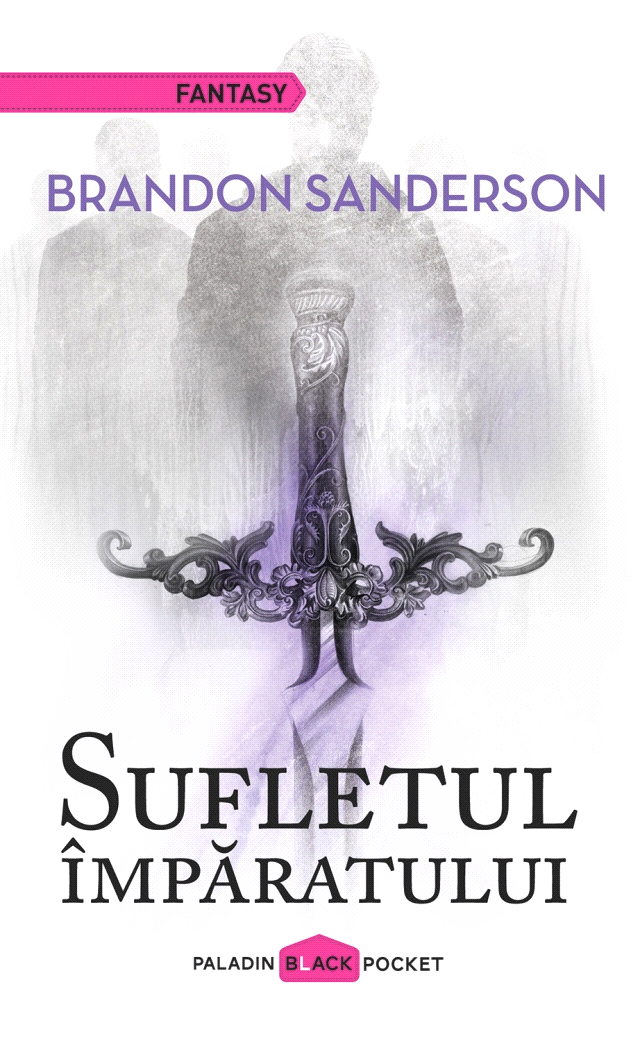 FANTASY
BRANDON SANDERSON
SUFLETUL
ÎMPĂRATULUI
PALADIN BLACK POCKET